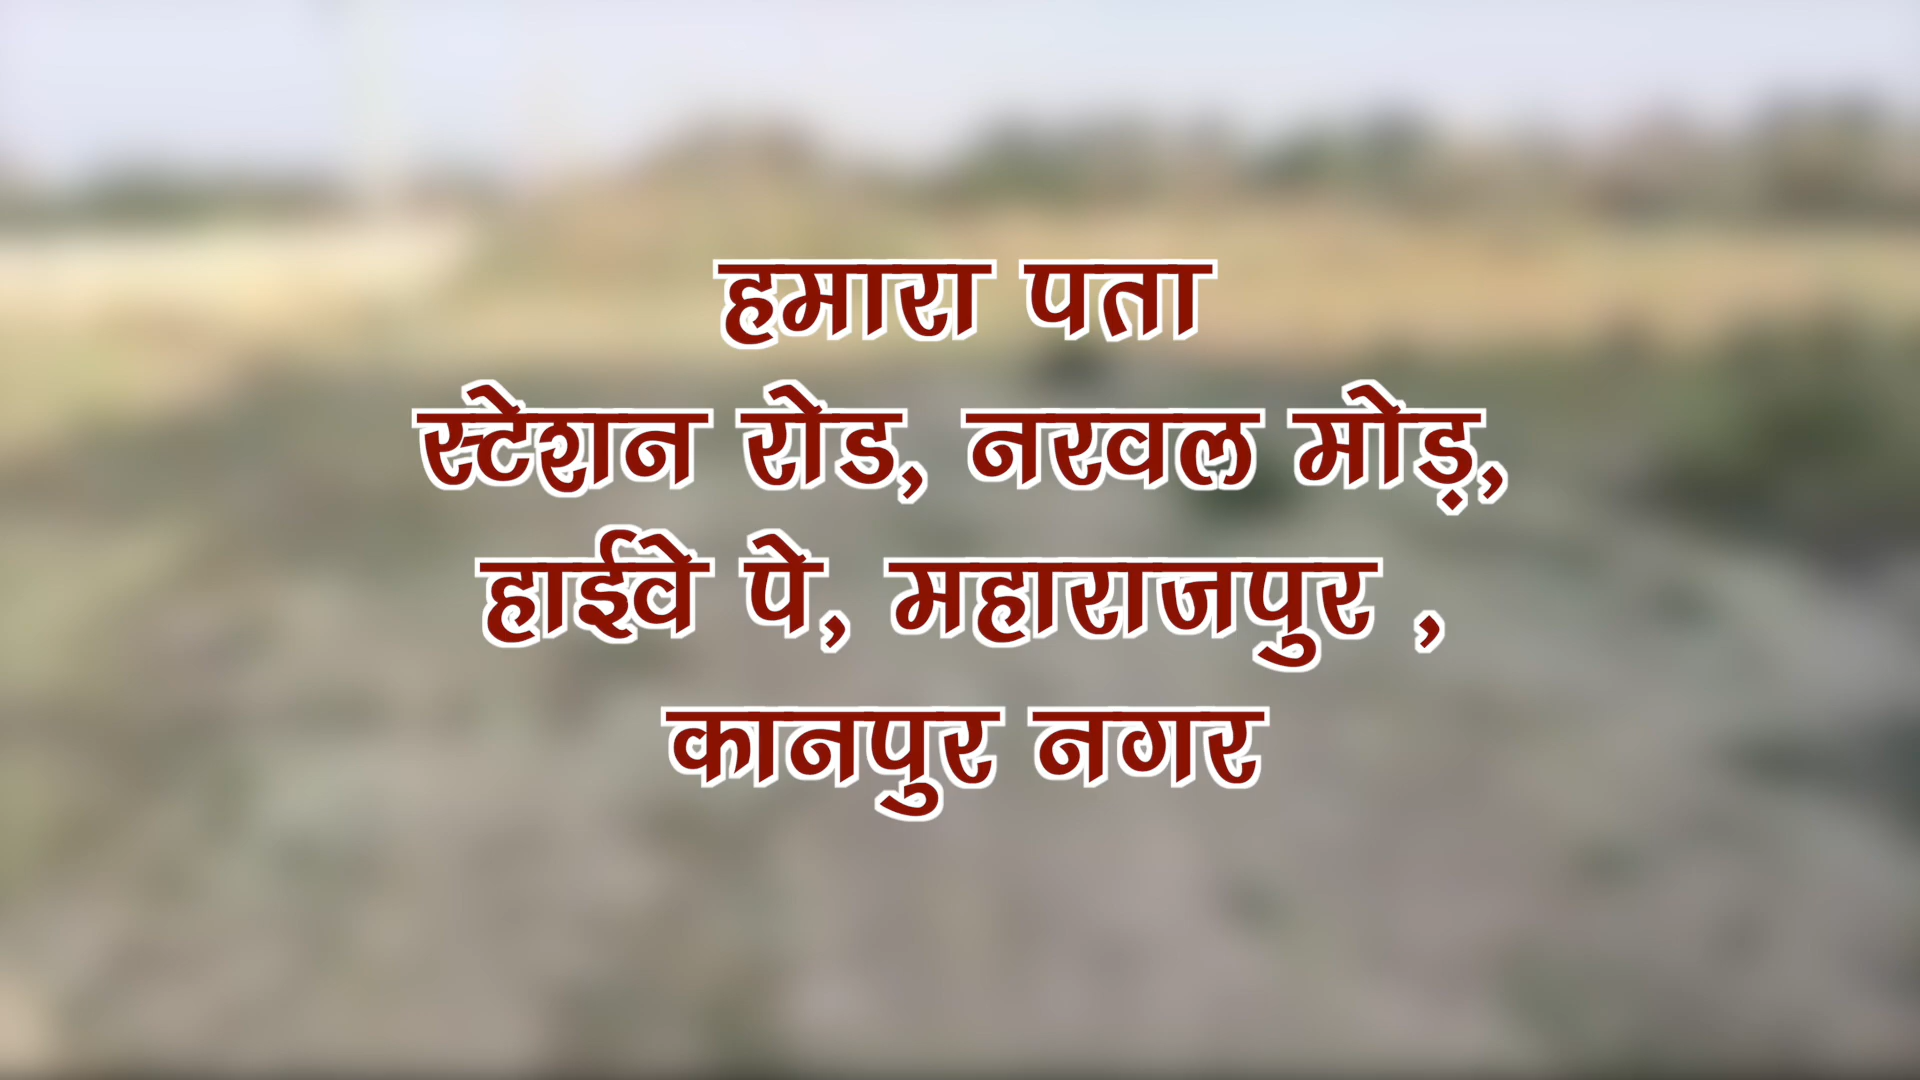 हमारा पता
स्टेशन रोड, नरवल मोड़,
हाईवे पे, महाराजपुर ,
कानपुर नगर